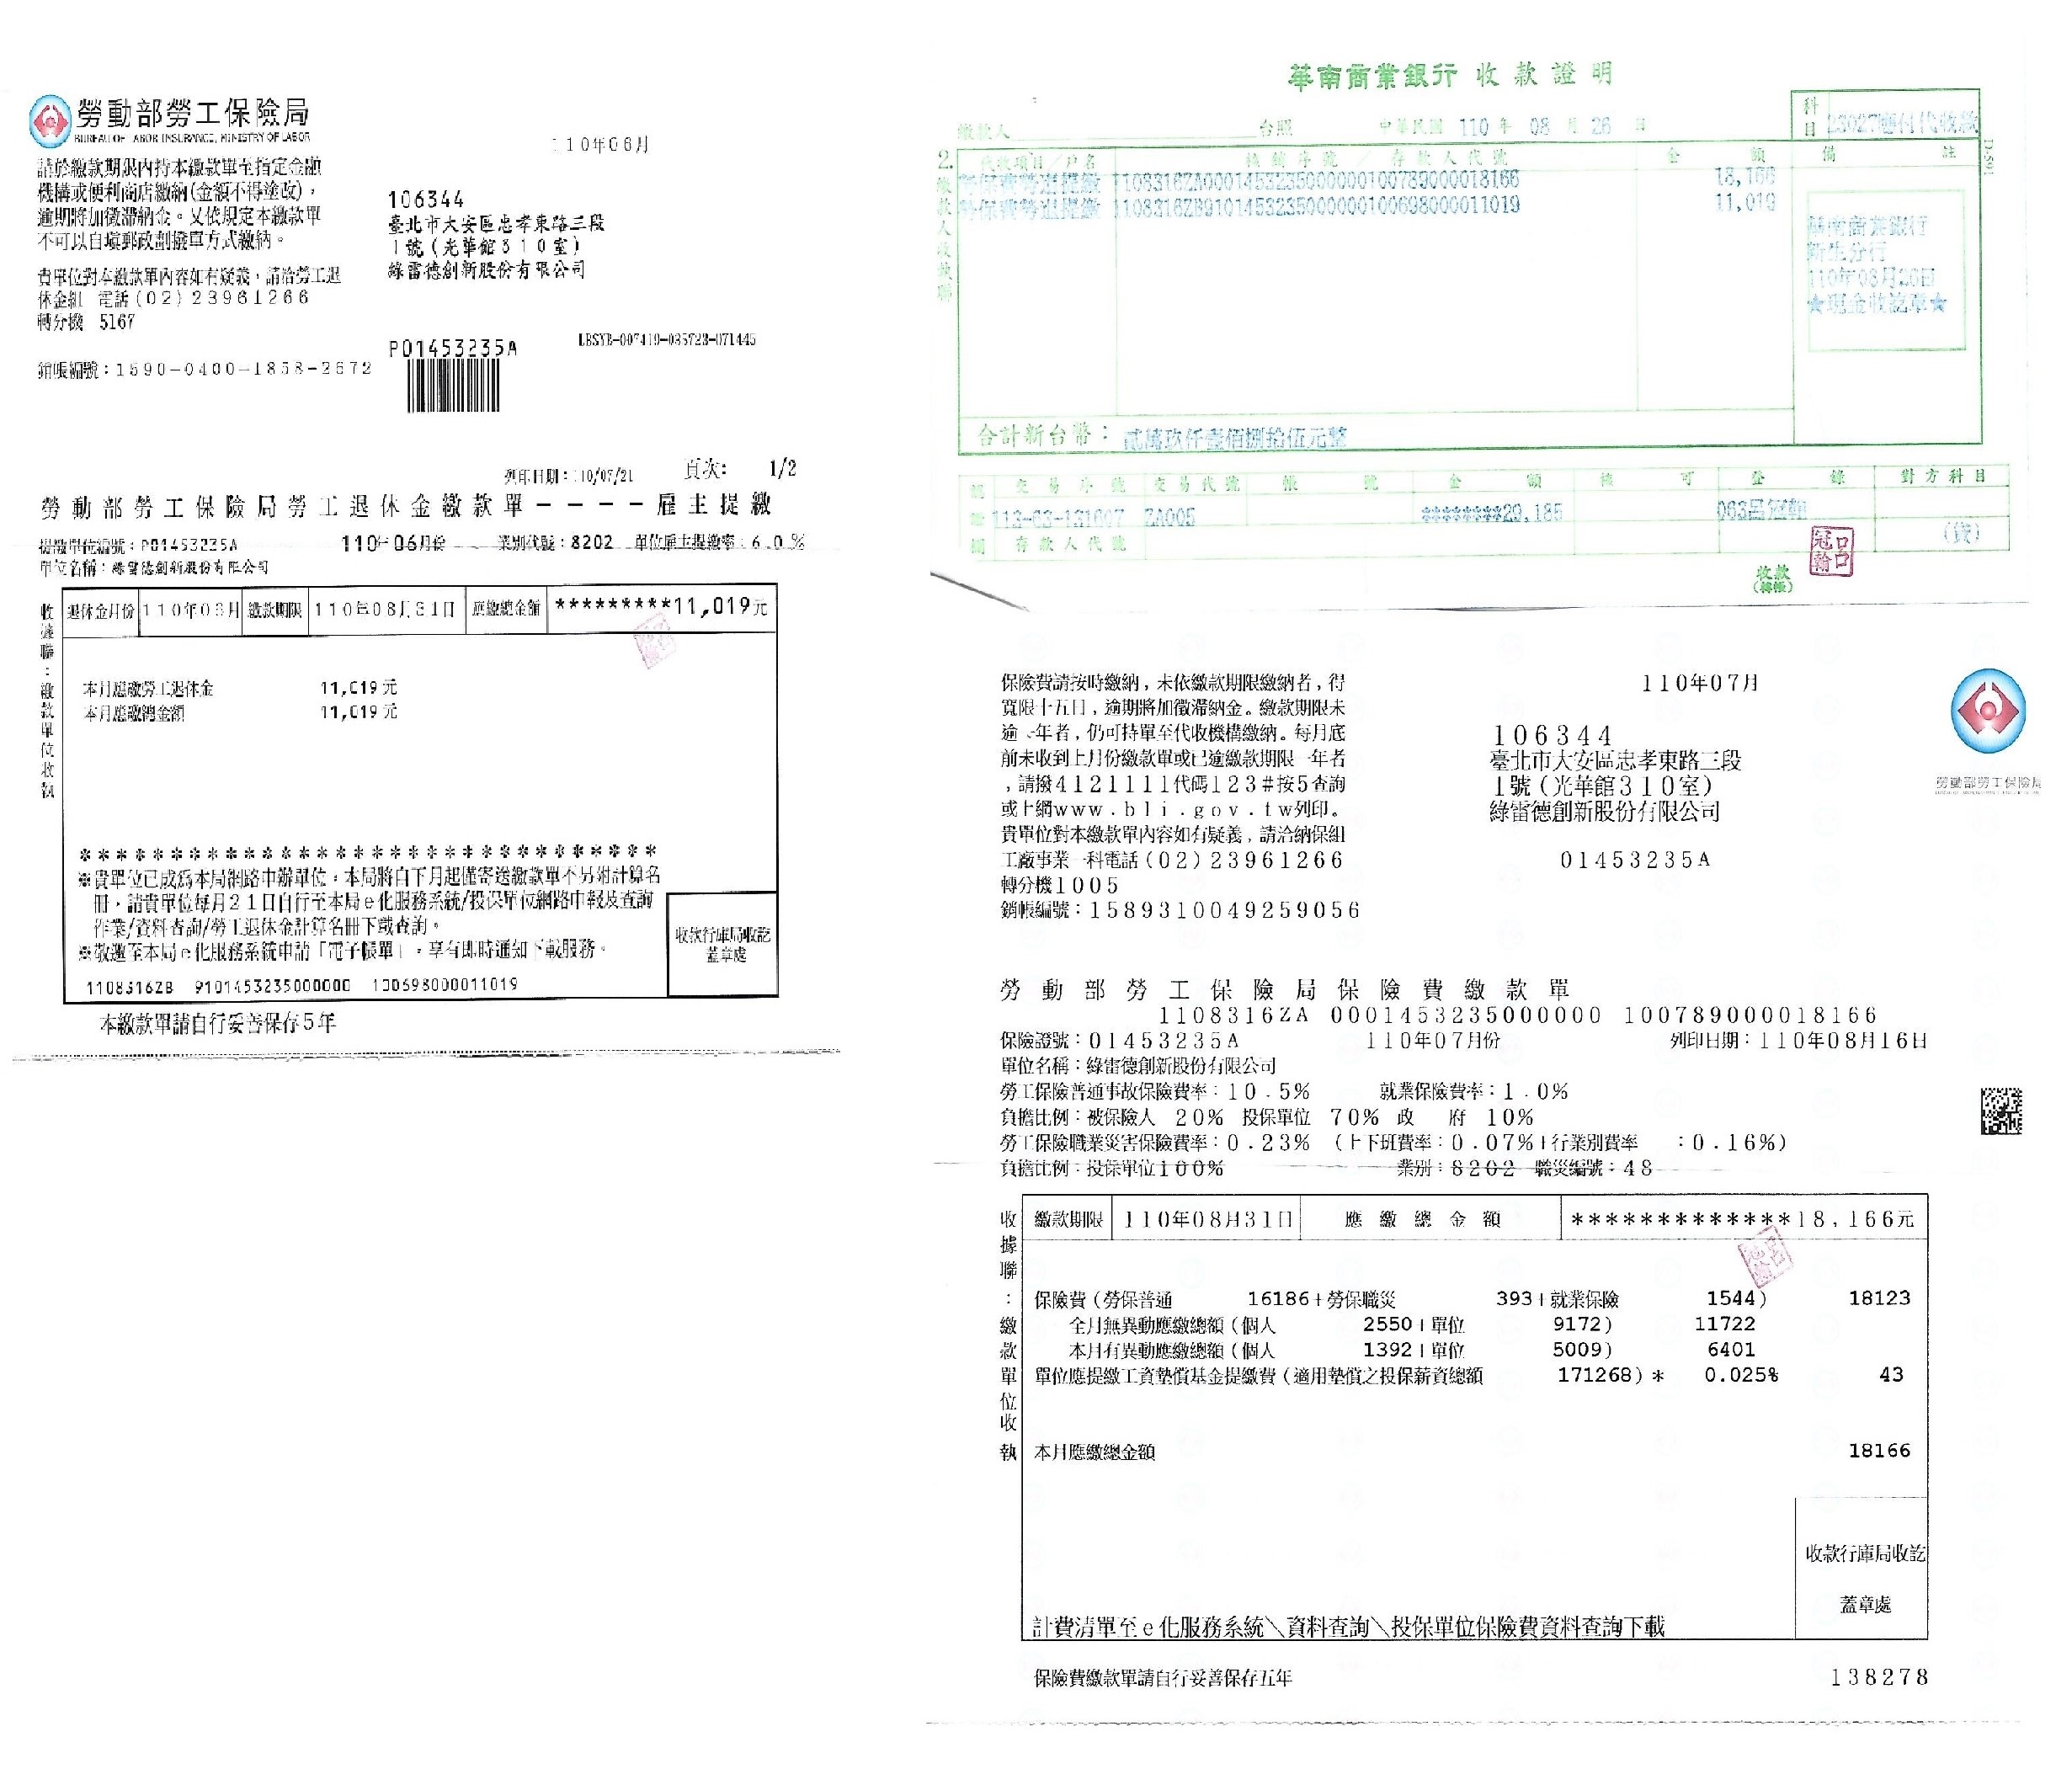 勞動部勞工保險局
BUREAU OF LABOR INSURANCE, MINISTRY OF LABOR
110年06月
請於繳款期限內持本繳款單至指定金融
機構或便利商店繳納(金額不得塗改),
逾期將加徵滯納金。又依規定本繳款單
不可以自填郵政劃撥單方式繳納。
106344
臺北市大安區忠孝東路三段
1號(光華館310室)
綠雷德創新股份有限公司
貴單位對本繳款單內容如有疑義,請洽勞工退
休金組 電話(02)23961266
轉分機 5167
P01453235A
銷帳編號:1590-0400-1858-2672
列印日期:110/07/21 頁次: 1/2
勞動部勞工保險局勞工退休金繳款單----雇主提繳
提繳單位編號:P01453235A 110年06月份 業別代號:8202 單位雇主提繳率:6.0%
單位名稱:綠雷德創新股份有限公司
收據聯:繳款單位收執
退休金月份 110年06月 繳款期限 110年08月31日 應繳總金額 *********11,019元
本月應繳勞工退休金 11,019元
本月應繳總金額 11,019元
********************************
※貴單位已成為本局網路申辦單位,本局將自下月起僅寄送繳款單不另附計算名
冊,請貴單位每月21日自行至本局e化服務系統/投保單位網路申報及查詢
作業/資料查詢/勞工退休金計算名冊下載查詢。
※敬邀至本局e化服務系統申請「電子帳單」,享有即時通知下載服務。
收款行庫局收訖
蓋章處
1108316ZB 9101453235000000 100698000011019
本繳款單請自行妥善保存5年
華南商業銀行 收款證明
繳款人 台照 中華民國 110 年 08 月 26 日
科目 23027應付代收款
2.繳款人收執聯
代收項目/戶名 機銷序號/存款人代號 金額 備註
勞保費勞退提繳 1108316ZA0001453235000000100789000018166 18,166
勞保費勞退提繳 1108316ZB9101453235000000100698000011019 11,019
華南商業銀行
新生分行
110年08月26日
★現金收訖章★
合計新台幣: 貳萬玖仟壹佰捌拾伍元整
交易序號 交易代號 帳號 金額 核可 登錄 對方科目
ZA005 ********29,185
存款人代號
(貸)
收款
(轉帳)
保險費請按時繳納,未依繳款期限繳納者,得
寬限十五日,逾期將加徵滯納金。繳款期限未
逾一年者,仍可持單至代收機構繳納。每月底
前未收到上月份繳款單或已逾繳款期限一年者
,請撥4121111代碼123#按5查詢
或上網www.bli.gov.tw列印。
貴單位對本繳款單內容如有疑義,請洽納保組
工廠事業一科電話(02)23961266
轉分機1005
銷帳編號:1589310049259056
110年07月
106344
臺北市大安區忠孝東路三段
1號(光華館310室)
綠雷德創新股份有限公司
01453235A
勞動部勞工保險局
勞動部勞工保險局保險費繳款單
1108316ZA 0001453235000000 100789000018166
保險證號:01453235A 110年07月份 列印日期:110年08月16日
單位名稱:綠雷德創新股份有限公司
勞工保險普通事故保險費率:10.5% 就業保險費率:1.0%
負擔比例:被保險人 20% 投保單位 70% 政 府 10%
勞工保險職業災害保險費率:0.23% (上下班費率:0.07%+行業別費率 :0.16%)
負擔比例:投保單位100% 業別:8202 職災編號:48
收據聯:繳款單位收執
繳款期限 110年08月31日 應繳總金額 *************18,166元
保險費(勞保普通 16186+勞保職災 393+就業保險 1544) 18123
全月無異動應繳總額(個人 2550+單位 9172) 11722
本月有異動應繳總額(個人 1392+單位 5009) 6401
單位應提繳工資墊償基金提繳費(適用墊償之投保薪資總額 171268)* 0.025% 43
本月應繳總金額 18166
收款行庫局收訖
蓋章處
計費清單至e化服務系統\資料查詢\投保單位保險費資料查詢下載
保險費繳款單請自行妥善保存五年
138278